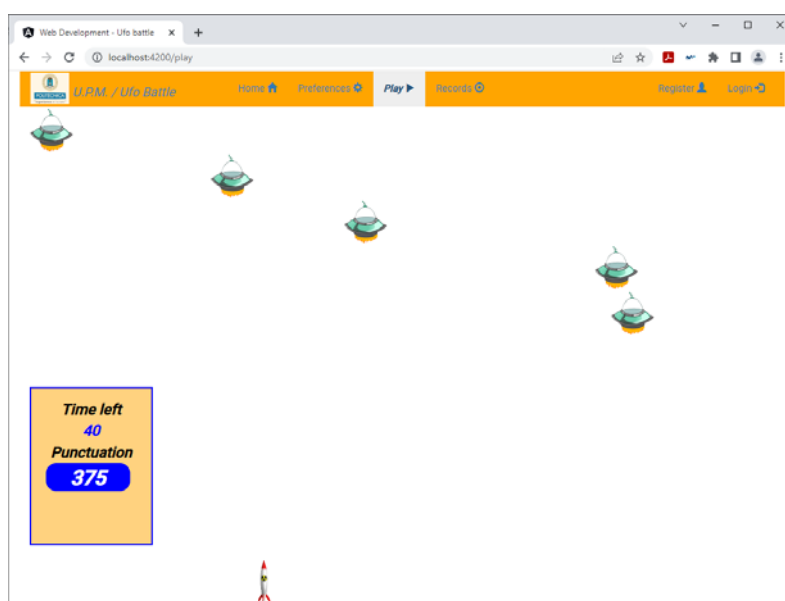 Web Development - Ufo battle
localhost:4200/play
POLITÉCNICA
U.P.M. / Ufo Battle
Home
Preferences
Play
Records
Register
Login
Time left
40
Punctuation
375